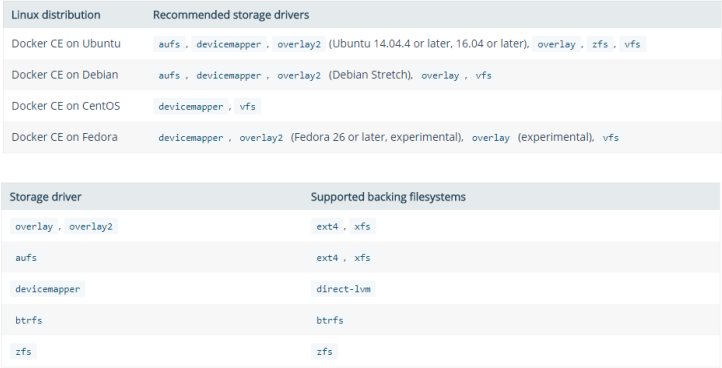 Linux distribution Recommended storage drivers
Docker CE on Ubuntu aufs , devicemapper , overlay2 (Ubuntu 14.04.4 or later, 16.04 or later), overlay , zfs , vfs
Docker CE on Debian aufs , devicemapper , overlay2 (Debian Stretch), overlay , vfs
Docker CE on CentOS devicemapper , vfs
Docker CE on Fedora devicemapper , overlay2 (Fedora 26 or later, experimental), overlay (experimental), vfs
Storage driver Supported backing filesystems
overlay , overlay2 ext4 , xfs
aufs ext4 , xfs
devicemapper direct-lvm
btrfs btrfs
zfs zfs